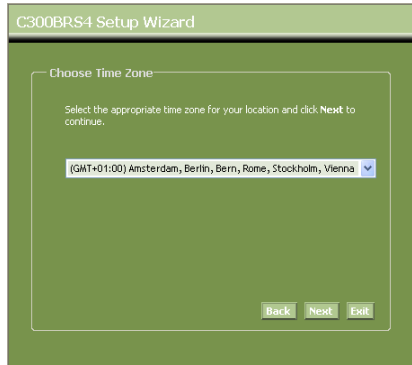 C300BRS4 Setup Wizard
Choose Time Zone
Select the appropriate time zone for your location and click Next to
continue.
(GMT+01:00) Amsterdam, Berlin, Bern, Rome, Stockholm, Vienna
Back Next Exit